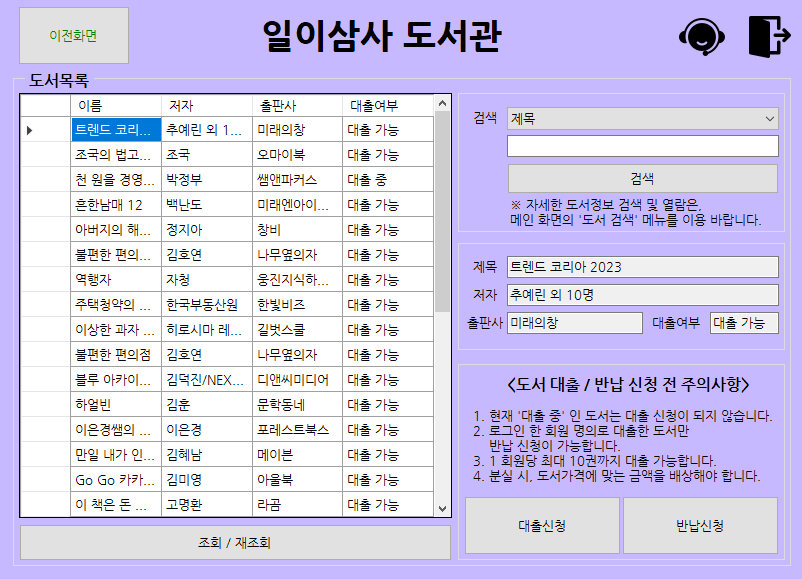 이전화면
일이삼사 도서관
도서목록
이름 저자 출판사 대출여부
트렌드 코리... 추예린 외 1... 미래의창 대출 가능
조국의 법고... 조국 오마이북 대출 가능
천 원을 경영... 박정부 쌤앤파커스 대출 중
흔한남매 12 백난도 미래엔아이... 대출 가능
아버지의 해... 정지아 창비 대출 가능
불편한 편의... 김호연 나무옆의자 대출 가능
역행자 자청 웅진지식하... 대출 가능
주택청약의 ... 한국부동산원 한빛비즈 대출 가능
이상한 과자 ... 히로시마 레... 길벗스쿨 대출 가능
불편한 편의점 김호연 나무옆의자 대출 가능
블루 아카이... 김덕진/NEX... 디앤씨미디어 대출 가능
하얼빈 김훈 문학동네 대출 가능
이은경쌤의 ... 이은경 포레스트북스 대출 가능
만일 내가 인... 김혜남 메이븐 대출 가능
Go Go 카카... 김미영 아울북 대출 가능
이 책은 돈 ... 고명환 라곰 대출 가능
조회 / 재조회
검색 제목
검색
※ 자세한 도서정보 검색 및 열람은,
메인 화면의 '도서 검색' 메뉴를 이용 바랍니다.
제목 트렌드 코리아 2023
저자 추예린 외 10명
출판사 미래의창 대출여부 대출 가능
<도서 대출 / 반납 신청 전 주의사항>
1. 현재 '대출 중' 인 도서는 대출 신청이 되지 않습니다.
2. 로그인 한 회원 명의로 대출한 도서만
반납 신청이 가능합니다.
3. 1 회원당 최대 10권까지 대출 가능합니다.
4. 분실 시, 도서가격에 맞는 금액을 배상해야 합니다.
대출신청 반납신청